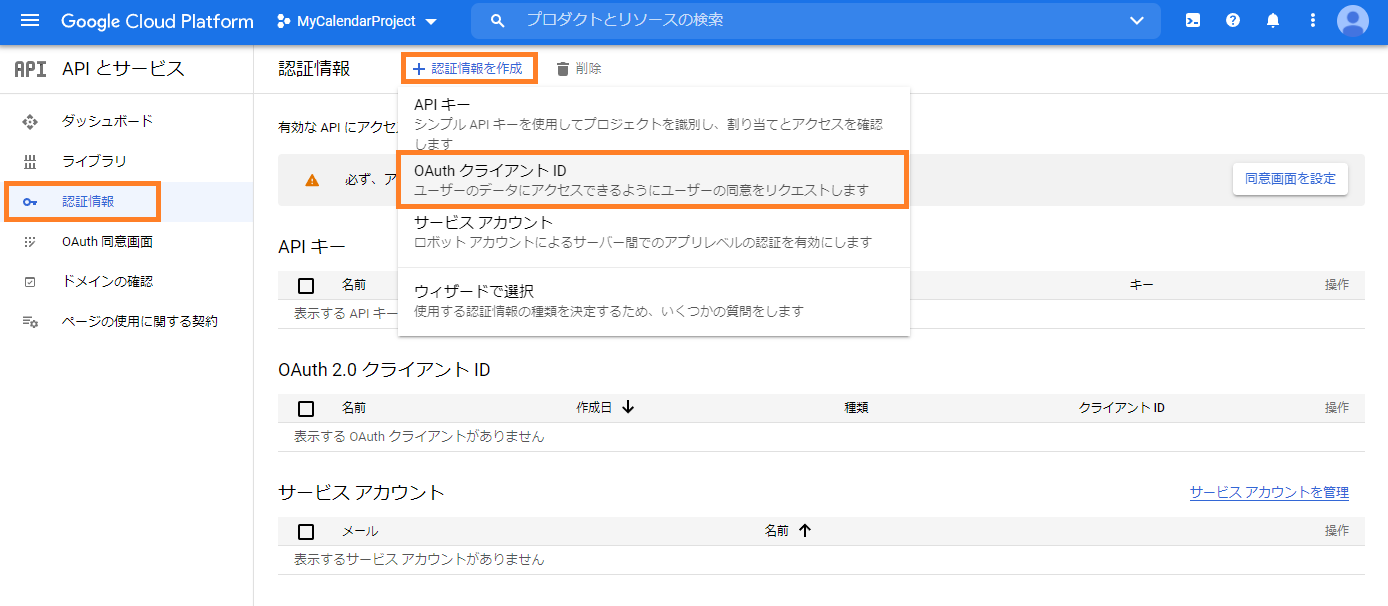 Google Cloud Platform
MyCalendarProject
プロダクトとリソースの検索
API
API とサービス
ダッシュボード
ライブラリ
認証情報
OAuth 同意画面
ドメインの確認
ページの使用に関する契約
認証情報
+ 認証情報を作成
削除
有効な API にアクセ
API キー
シンプル API キーを使用してプロジェクトを識別し、割り当てとアクセスを確認
します
OAuth クライアント ID
ユーザーのデータにアクセスできるようにユーザーの同意をリクエストします
サービス アカウント
ロボット アカウントによるサーバー間でのアプリレベルの認証を有効にします
ウィザードで選択
使用する認証情報の種類を決定するため、いくつかの質問をします
必ず、ア
同意画面を設定
API キー
名前
キー
操作
表示する API キー
OAuth 2.0 クライアント ID
名前
作成日
種類
クライアント ID
操作
表示する OAuth クライアントがありません
サービス アカウント
サービス アカウントを管理
メール
名前
操作
表示するサービス アカウントがありません